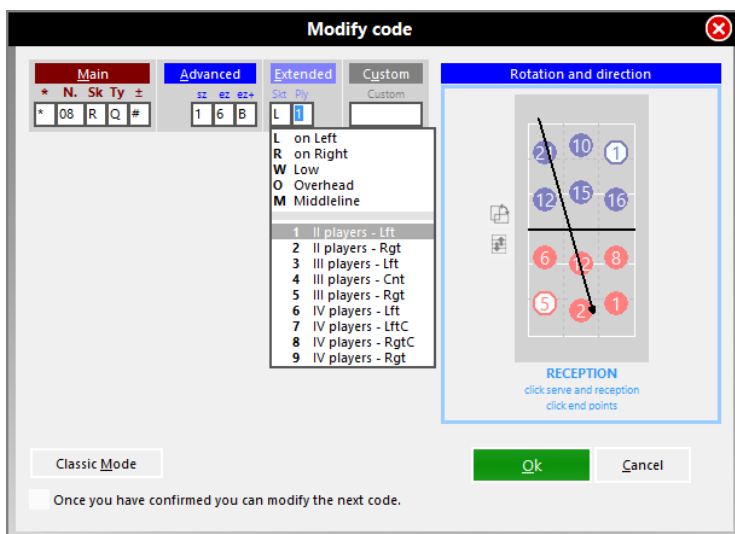 Modify code
Main Advanced Extended Custom
* N. Sk Ty ± sz ez ez+ Skt Ply Custom
* 08 R Q # 1 6 B L 1
L on Left
R on Right
W Low
O Overhead
M Middleline
1 II players - Lft
2 II players - Rgt
3 III players - Lft
4 III players - Cnt
5 III players - Rgt
6 IV players - Lft
7 IV players - LftC
8 IV players - RgtC
9 IV players - Rgt
Rotation and direction
10 1
12 15 16
6 12 8
5 2 1
RECEPTION
click serve and reception
click end points
Classic Mode
Ok Cancel
Once you have confirmed you can modify the next code.